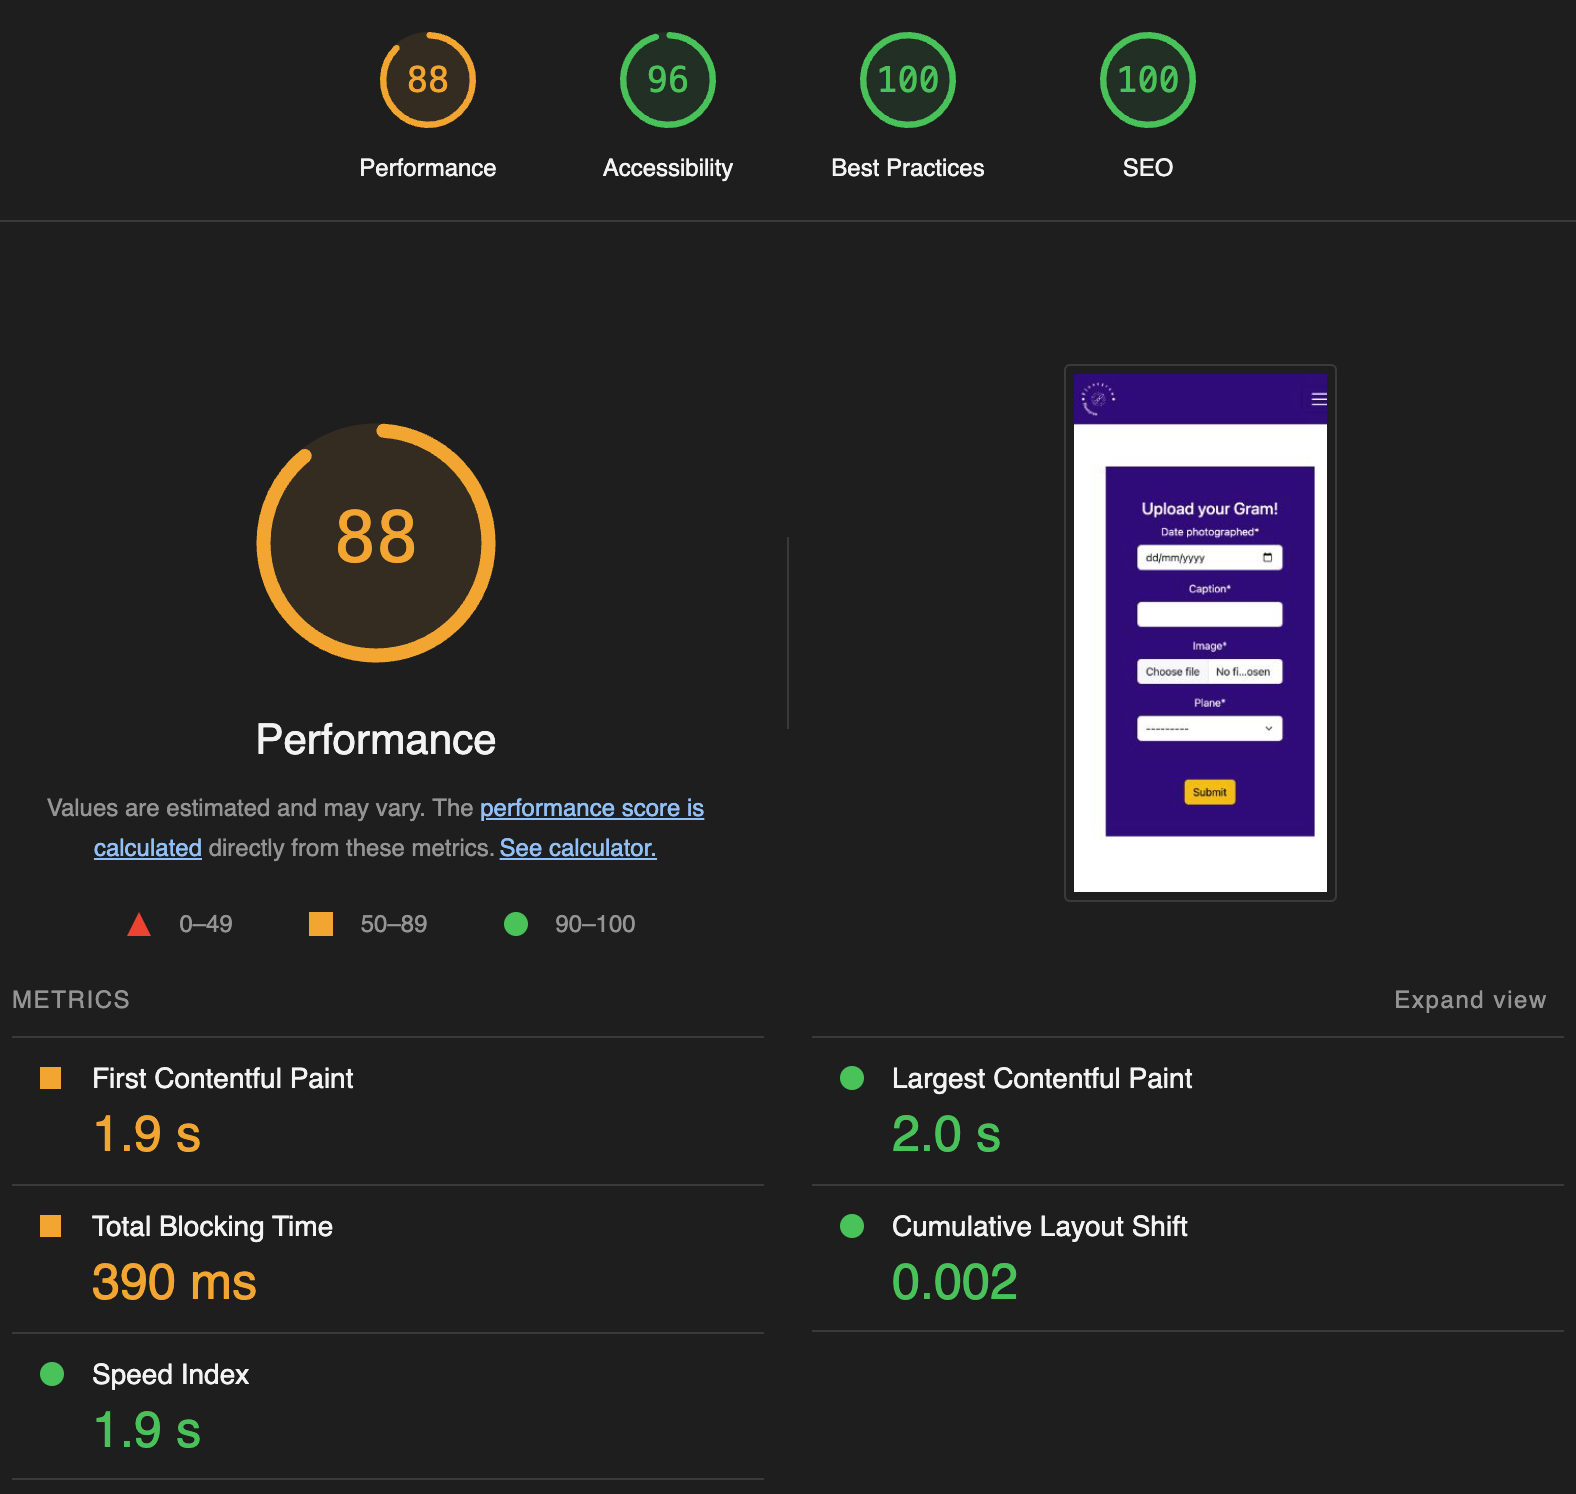 88
Performance
96
Accessibility
100
Best Practices
100
SEO
88
Performance
Values are estimated and may vary. The performance score is
calculated directly from these metrics. See calculator.
0–49
50–89
90–100
Upload your Gram!
Date photographed*
dd/mm/yyyy
Caption*
Image*
Choose file No fi...osen
Plane*
---------
Submit
METRICS
Expand view
First Contentful Paint
1.9 s
Largest Contentful Paint
2.0 s
Total Blocking Time
390 ms
Cumulative Layout Shift
0.002
Speed Index
1.9 s